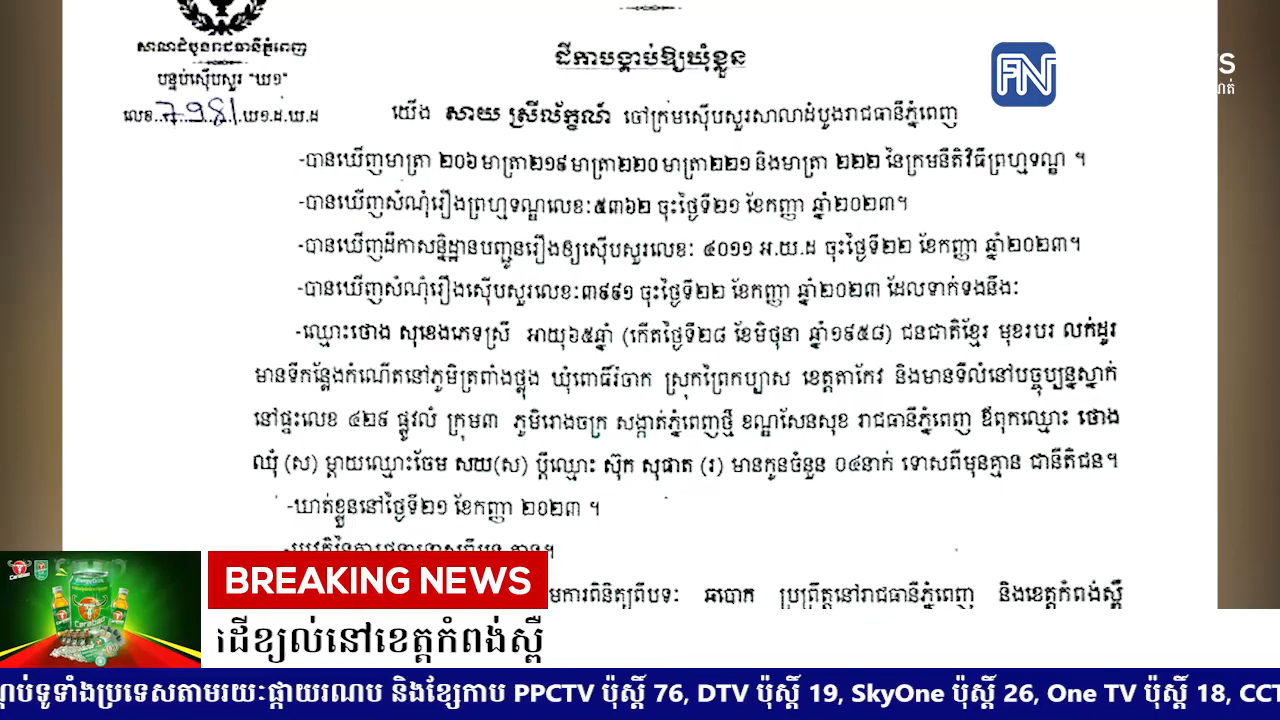 សាលាដំបូងរាជធានីភ្នំពេញ
បន្ទប់ស៊ើបសួរ "ឃ១"
លេខ..7981.ឃ១.ដ.ឃ.ដ
ដីកាបង្គាប់ឱ្យឃុំខ្លួន
FN
យើង សាយ ស្រីល័ក្ខណ៍ ចៅក្រមស៊ើបសួរសាលាដំបូងរាជធានីភ្នំពេញ
-បានឃើញមាត្រា ២០៦ មាត្រា២១៩ មាត្រា២២០ មាត្រា២២១ និងមាត្រា ២២២ នៃក្រមនីតិវិធីព្រហ្មទណ្ឌ ។
-បានឃើញសំណុំរឿងព្រហ្មទណ្ឌលេខៈ៥៣៦២ ចុះថ្ងៃទី២១ ខែកញ្ញា ឆ្នាំ២០២៣។
-បានឃើញដីកាសន្និដ្ឋានបញ្ជូនរឿងឲ្យស៊ើបសួរលេខៈ ៤០១១ អ.យ.ដ ចុះថ្ងៃទី២២ ខែកញ្ញា ឆ្នាំ២០២៣។
-បានឃើញសំណុំរឿងស៊ើបសួរលេខៈ៣៩៩១ ចុះថ្ងៃទី២២ ខែកញ្ញា ឆ្នាំ២០២៣ ដែលទាក់ទងនឹងៈ
-ឈ្មោះថោង សុខេងភេទស្រី អាយុ៦៥ឆ្នាំ (កើតថ្ងៃទី២៨ ខែមិថុនា ឆ្នាំ១៩៥៨) ជនជាតិខ្មែរ មុខរបរ លក់ដូរ
មានទីកន្លែងកំណើតនៅភូមិត្រពាំងថ្លុង ឃុំពោធិ៍រំចាក ស្រុកព្រៃកប្បាស ខេត្តតាកែវ និងមានទីលំនៅបច្ចុប្បន្នស្នាក់
នៅផ្ទះលេខ ៤២៩ ផ្លូវលំ ក្រុម៣ ភូមិរោងចក្រ សង្កាត់ភ្នំពេញថ្មី ខណ្ឌសែនសុខ រាជធានីភ្នំពេញ ឪពុកឈ្មោះ ថោង
ឈុំ (ស) ម្តាយឈ្មោះចែម សយ(ស) ប្តីឈ្មោះ ស៊ុក សុផាត (រ) មានកូនចំនួន ០៤នាក់ ទោសពីមុនគ្មាន ជានីតិជន។
-ឃាត់ខ្លួននៅថ្ងៃទី២១ ខែកញ្ញា ២០២៣ ។
មការពិនិត្យពីបទៈ ឆបោក ប្រព្រឹត្តនៅរាជធានីភ្នំពេញ និងខេត្តកំពង់ស្ពឺ
BREAKING NEWS
ដីខ្យល់នៅខេត្តកំពង់ស្ពឺ
ទូទាំងប្រទេសតាមរយៈផ្កាយរណប និងខ្សែកាប PPCTV ប៉ុស្តិ៍ 76, DTV ប៉ុស្តិ៍ 19, SkyOne ប៉ុស្តិ៍ 26, One TV ប៉ុស្តិ៍ 18, CCT